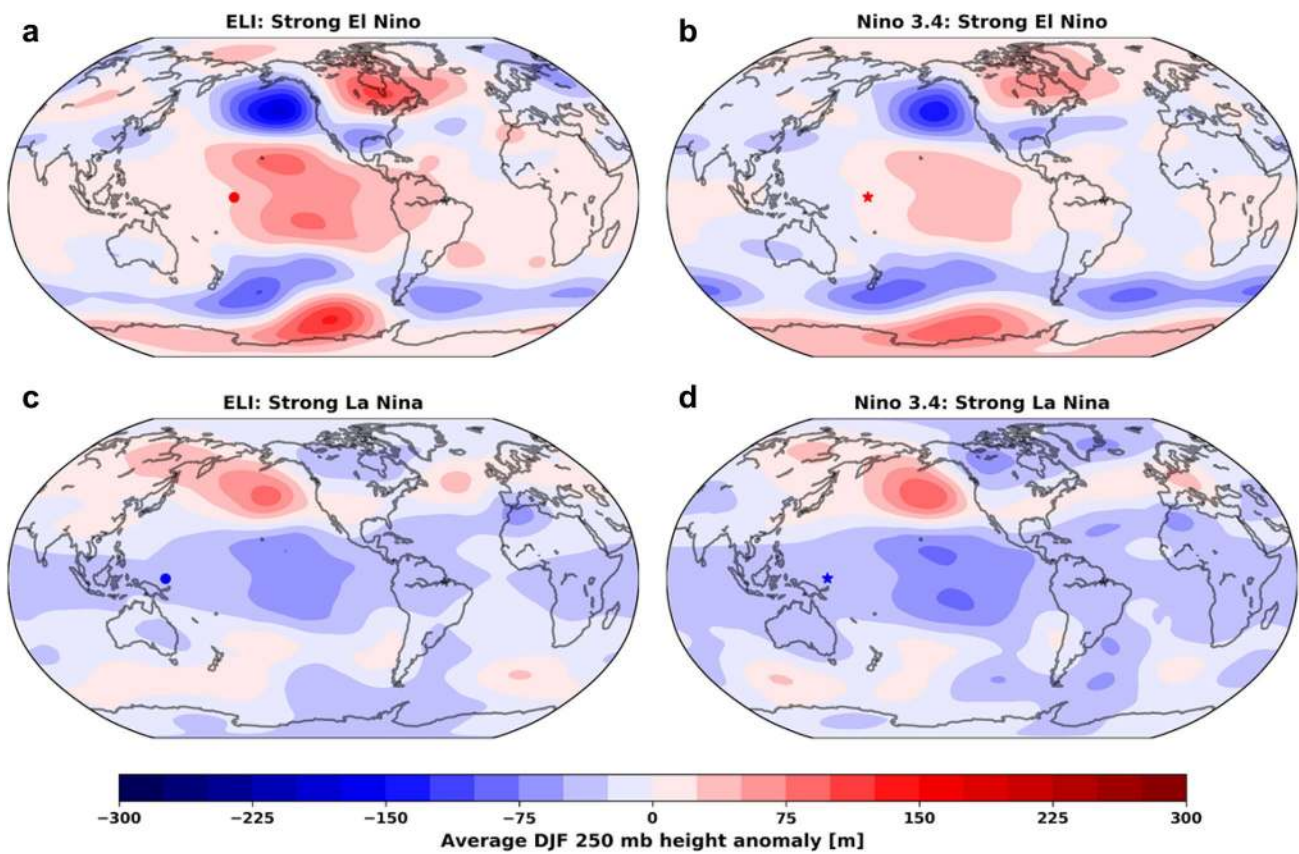 a
ELI: Strong El Nino
b
Nino 3.4: Strong El Nino
c
ELI: Strong La Nina
d
Nino 3.4: Strong La Nina
−300 −225 −150 −75 0 75 150 225 300
Average DJF 250 mb height anomaly [m]